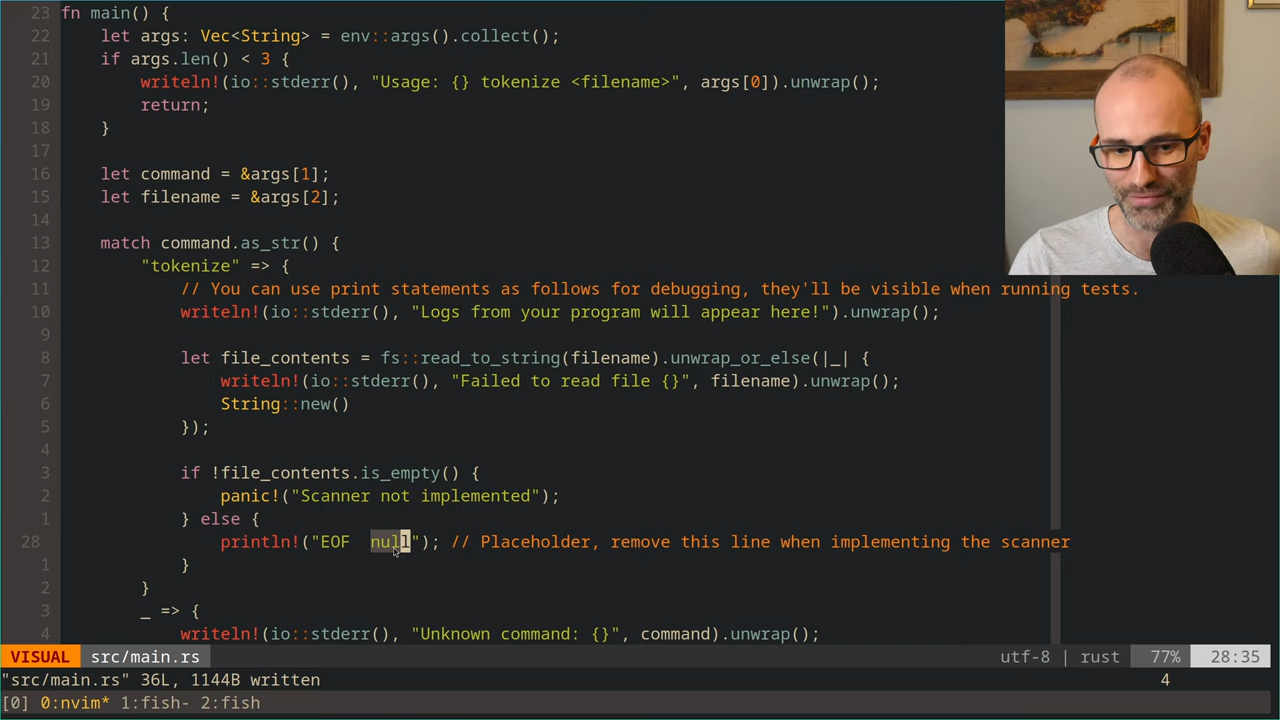 23 fn main() {
22     let args: Vec<String> = env::args().collect();
21     if args.len() < 3 {
20         writeln!(io::stderr(), "Usage: {} tokenize <filename>", args[0]).unwrap();
19         return;
18     }
17
16     let command = &args[1];
15     let filename = &args[2];
14
13     match command.as_str() {
12         "tokenize" => {
11             // You can use print statements as follows for debugging, they'll be visible when running tests.
10             writeln!(io::stderr(), "Logs from your program will appear here!").unwrap();
9
8             let file_contents = fs::read_to_string(filename).unwrap_or_else(|_| {
7                 writeln!(io::stderr(), "Failed to read file {}", filename).unwrap();
6                 String::new()
5             });
4
3             if !file_contents.is_empty() {
2                 panic!("Scanner not implemented");
1             } else {
28                 println!("EOF  null"); // Placeholder, remove this line when implementing the scanner
1             }
2         }
3         _ => {
4             writeln!(io::stderr(), "Unknown command: {}", command).unwrap();
VISUAL src/main.rs utf-8 | rust 77% 28:35
"src/main.rs" 36L, 1144B written 4
[0] 0:nvim* 1:fish- 2:fish